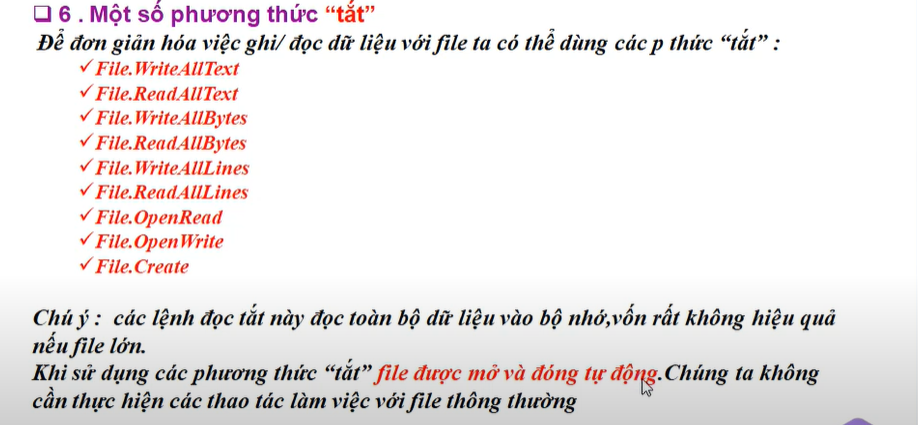 6 . Một số phương thức “tắt”
Để đơn giản hóa việc ghi/ đọc dữ liệu với file ta có thể dùng các p thức “tắt” :
File.WriteAllText
File.ReadAllText
File.WriteAllBytes
File.ReadAllBytes
File.WriteAllLines
File.ReadAllLines
File.OpenRead
File.OpenWrite
File.Create
Chú ý : các lệnh đọc tắt này đọc toàn bộ dữ liệu vào bộ nhớ,vốn rất không hiệu quả
nếu file lớn.
Khi sử dụng các phương thức “tắt” file được mở và đóng tự động.Chúng ta không
cần thực hiện các thao tác làm việc với file thông thường